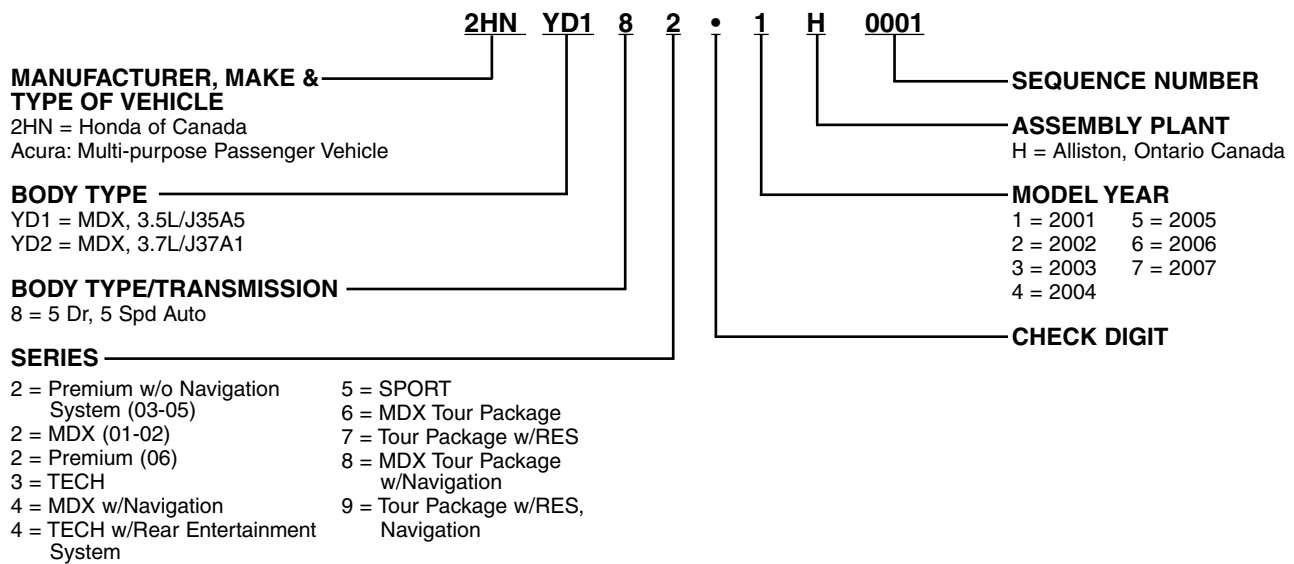 2HN YD1 8 2 • 1 H 0001
MANUFACTURER, MAKE &
TYPE OF VEHICLE
2HN = Honda of Canada
Acura: Multi-purpose Passenger Vehicle
BODY TYPE
YD1 = MDX, 3.5L/J35A5
YD2 = MDX, 3.7L/J37A1
BODY TYPE/TRANSMISSION
8 = 5 Dr, 5 Spd Auto
SERIES
2 = Premium w/o Navigation
System (03-05)
2 = MDX (01-02)
2 = Premium (06)
3 = TECH
4 = MDX w/Navigation
4 = TECH w/Rear Entertainment
System
5 = SPORT
6 = MDX Tour Package
7 = Tour Package w/RES
8 = MDX Tour Package
w/Navigation
9 = Tour Package w/RES,
Navigation
SEQUENCE NUMBER
ASSEMBLY PLANT
H = Alliston, Ontario Canada
MODEL YEAR
1 = 2001 5 = 2005
2 = 2002 6 = 2006
3 = 2003 7 = 2007
4 = 2004
CHECK DIGIT